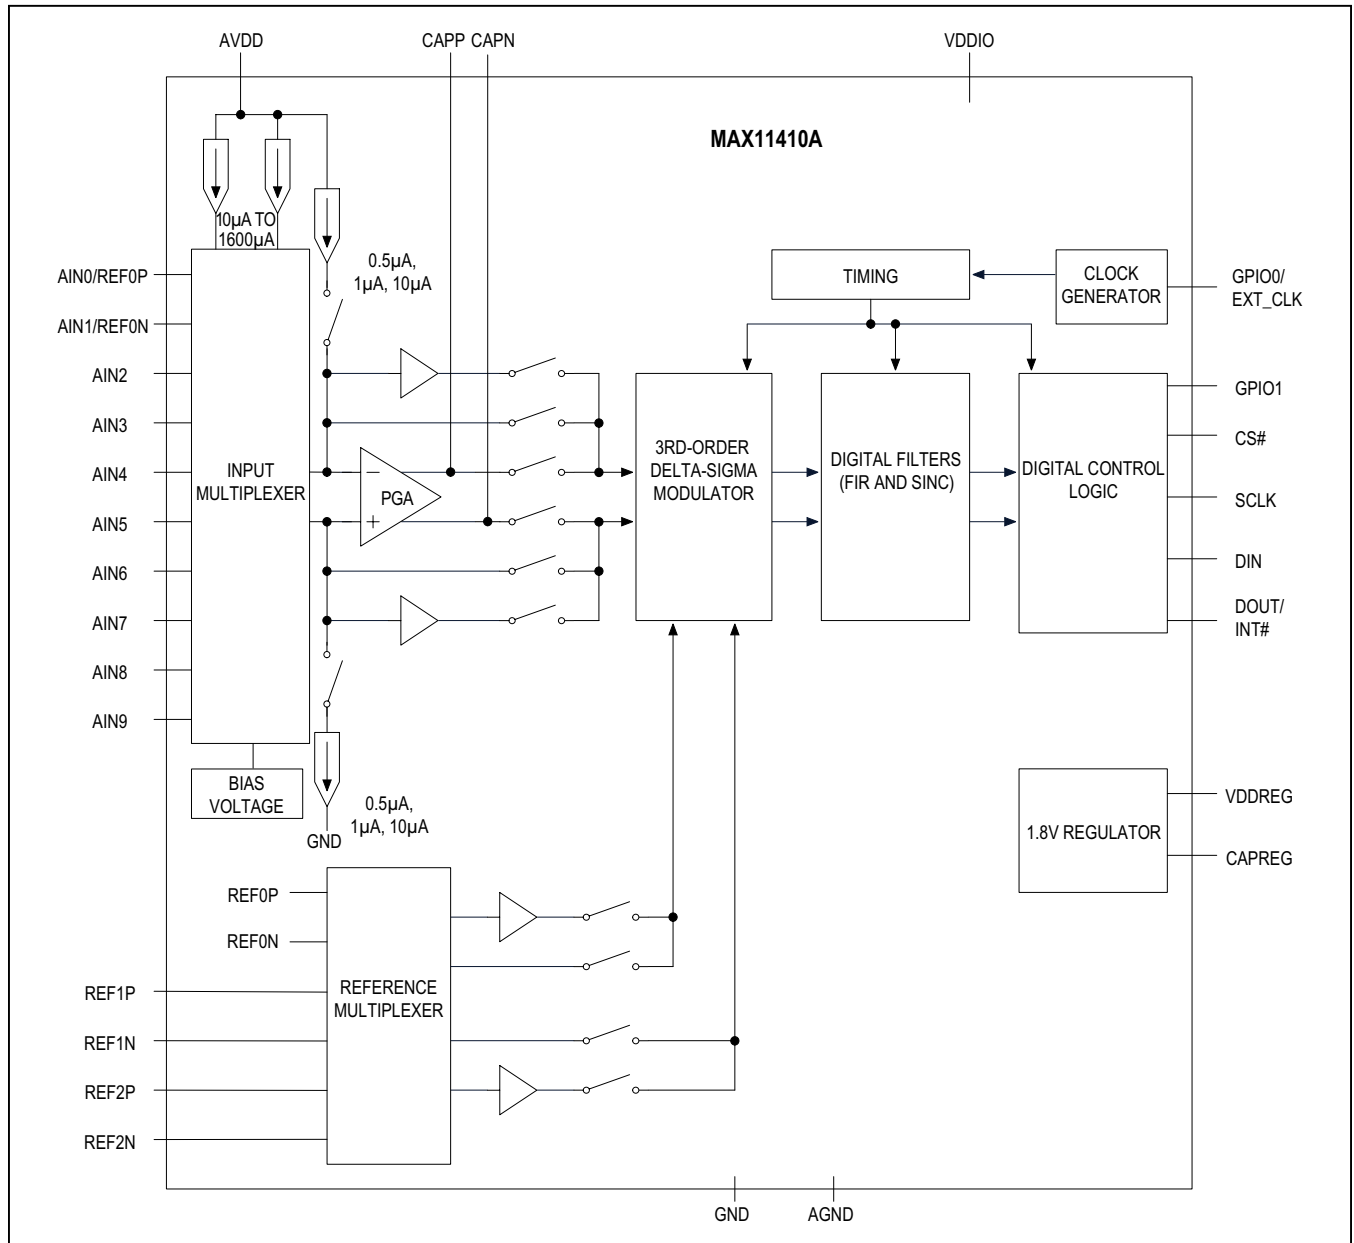 AVDD
CAPP CAPN
VDDIO
MAX11410A
10µA TO
1600µA
0.5µA,
1µA, 10µA
TIMING
CLOCK
GENERATOR
GPIO0/
EXT_CLK
AIN0/REF0P
AIN1/REF0N
AIN2
AIN3
AIN4
AIN5
AIN6
AIN7
AIN8
AIN9
INPUT
MULTIPLEXER
−
PGA
+
3RD-ORDER
DELTA-SIGMA
MODULATOR
DIGITAL FILTERS
(FIR AND SINC)
DIGITAL CONTROL
LOGIC
GPIO1
CS#
SCLK
DIN
DOUT/
INT#
BIAS
VOLTAGE
0.5µA,
1µA, 10µA
GND
1.8V REGULATOR
VDDREG
CAPREG
REF0P
REF0N
REF1P
REF1N
REF2P
REF2N
REFERENCE
MULTIPLEXER
GND
AGND